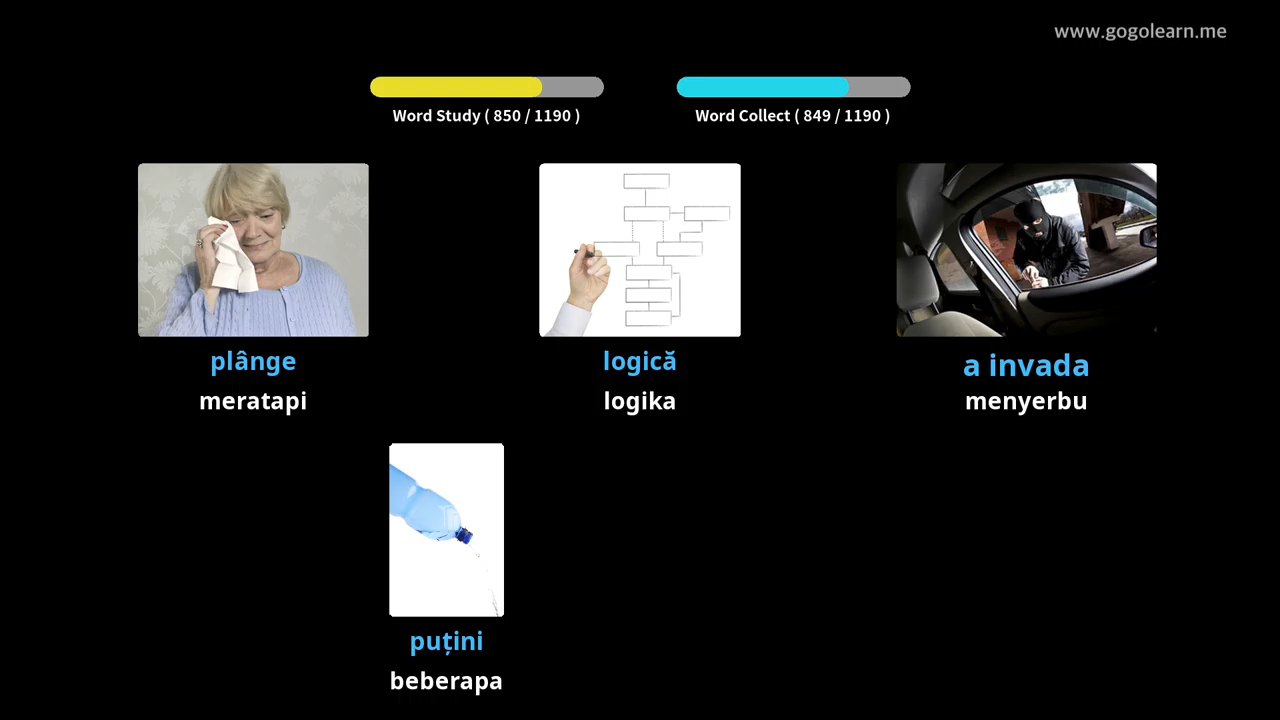 www.gogolearn.me
Word Study ( 850 / 1190 )
Word Collect ( 849 / 1190 )
plânge
logică
a invada
meratapi
logika
menyerbu
puțini
beberapa